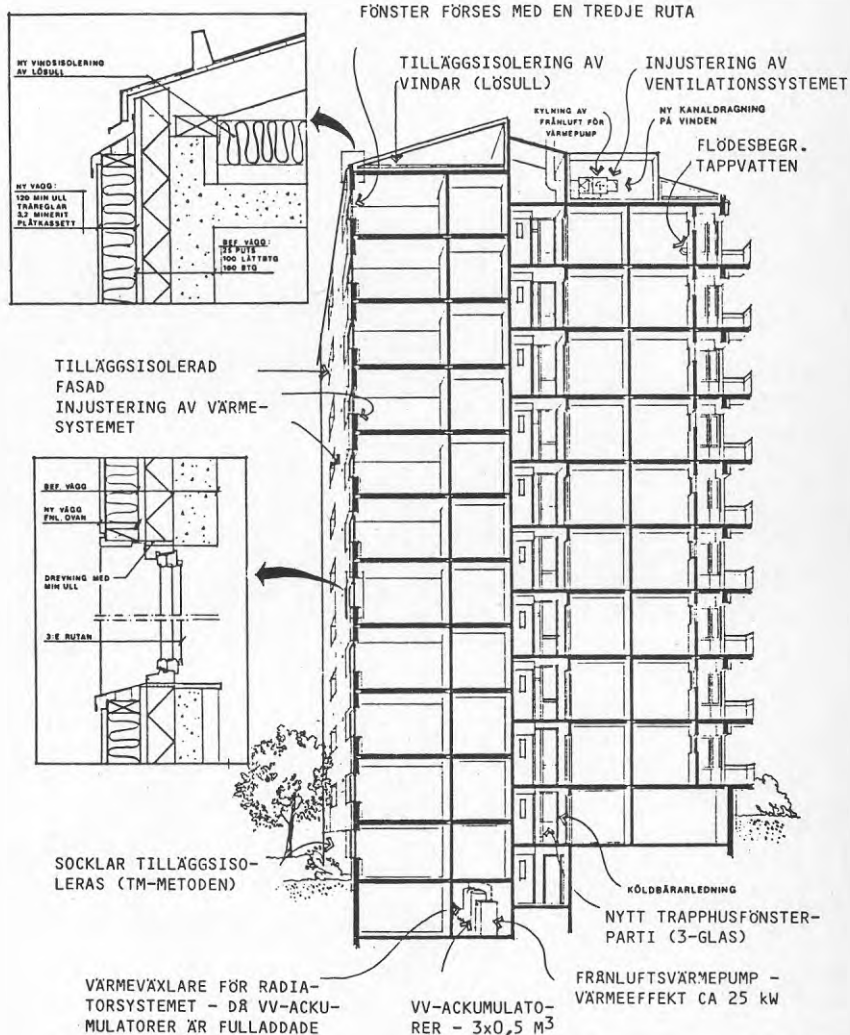 FÖNSTER FÖRSES MED EN TREDJE RUTA
NY VINDSISOLERING
AV LÖSULL
TILLÄGGSISOLERING AV
VINDAR (LÖSULL)
INJUSTERING AV
VENTILATIONSSYSTEMET
KYLNING AV
FRÅNLUFT FÖR
VÄRMEPUMP
NY KANALDRAGNING
PÅ VINDEN
FLÖDESBEGR.
TAPPVATTEN
NY VÄGG:
120 MIN ULL
TRÄREGLAR
3,2 MINERIT
PLÅTKASSETT
BEF. VÄGG:
25 PUTS
100 LÄTTBTG
160 BTG
TILLÄGGSISOLERAD
FASAD
INJUSTERING AV VÄRME-
SYSTEMET
BEF. VÄGG
NY VÄGG
ENL. OVAN
DREVNING MED
MIN ULL
3:E RUTAN
SOCKLAR TILLÄGGSISO-
LERAS (TM-METODEN)
KÖLDBÄRARLEDNING
NYTT TRAPPHUSFÖNSTER-
PARTI (3-GLAS)
VÄRMEVÄXLARE FÖR RADIA-
TORSYSTEMET - DÅ VV-ACKU-
MULATORER ÄR FULLADDADE
VV-ACKUMULATO-
RER - 3x0,5 M3
FRÅNLUFTSVÄRMEPUMP -
VÄRMEEFFEKT CA 25 kW